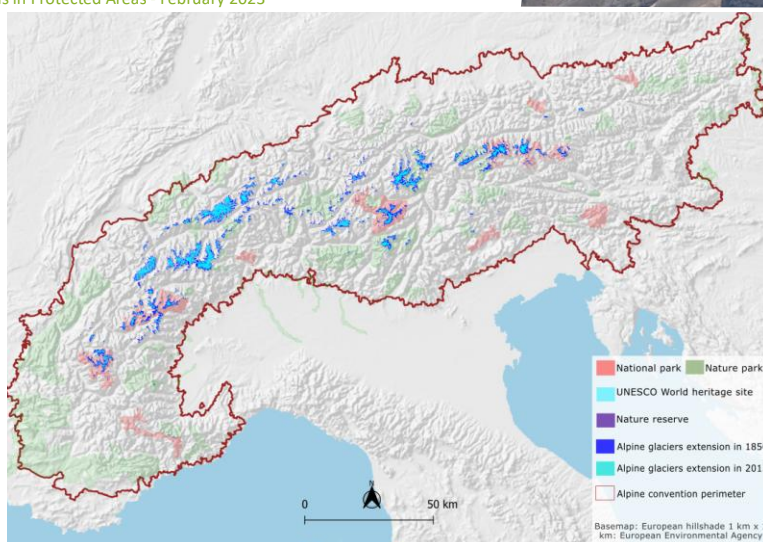 s in Protected Areas - February 2025
N
0 50 km
National park Nature park
UNESCO World heritage site
Nature reserve
Alpine glaciers extension in 185
Alpine glaciers extension in 201
Alpine convention perimeter
Basemap: European hillshade 1 km x
km: European Environmental Agency